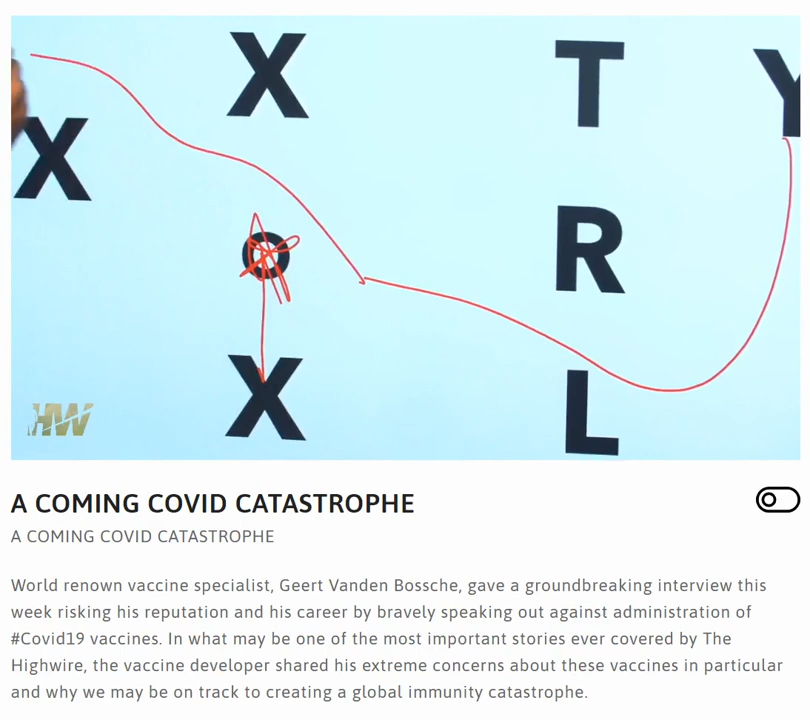 X T Y
X
O R
X L
HW
A COMING COVID CATASTROPHE
A COMING COVID CATASTROPHE
World renown vaccine specialist, Geert Vanden Bossche, gave a groundbreaking interview this
week risking his reputation and his career by bravely speaking out against administration of
#Covid19 vaccines. In what may be one of the most important stories ever covered by The
Highwire, the vaccine developer shared his extreme concerns about these vaccines in particular
and why we may be on track to creating a global immunity catastrophe.